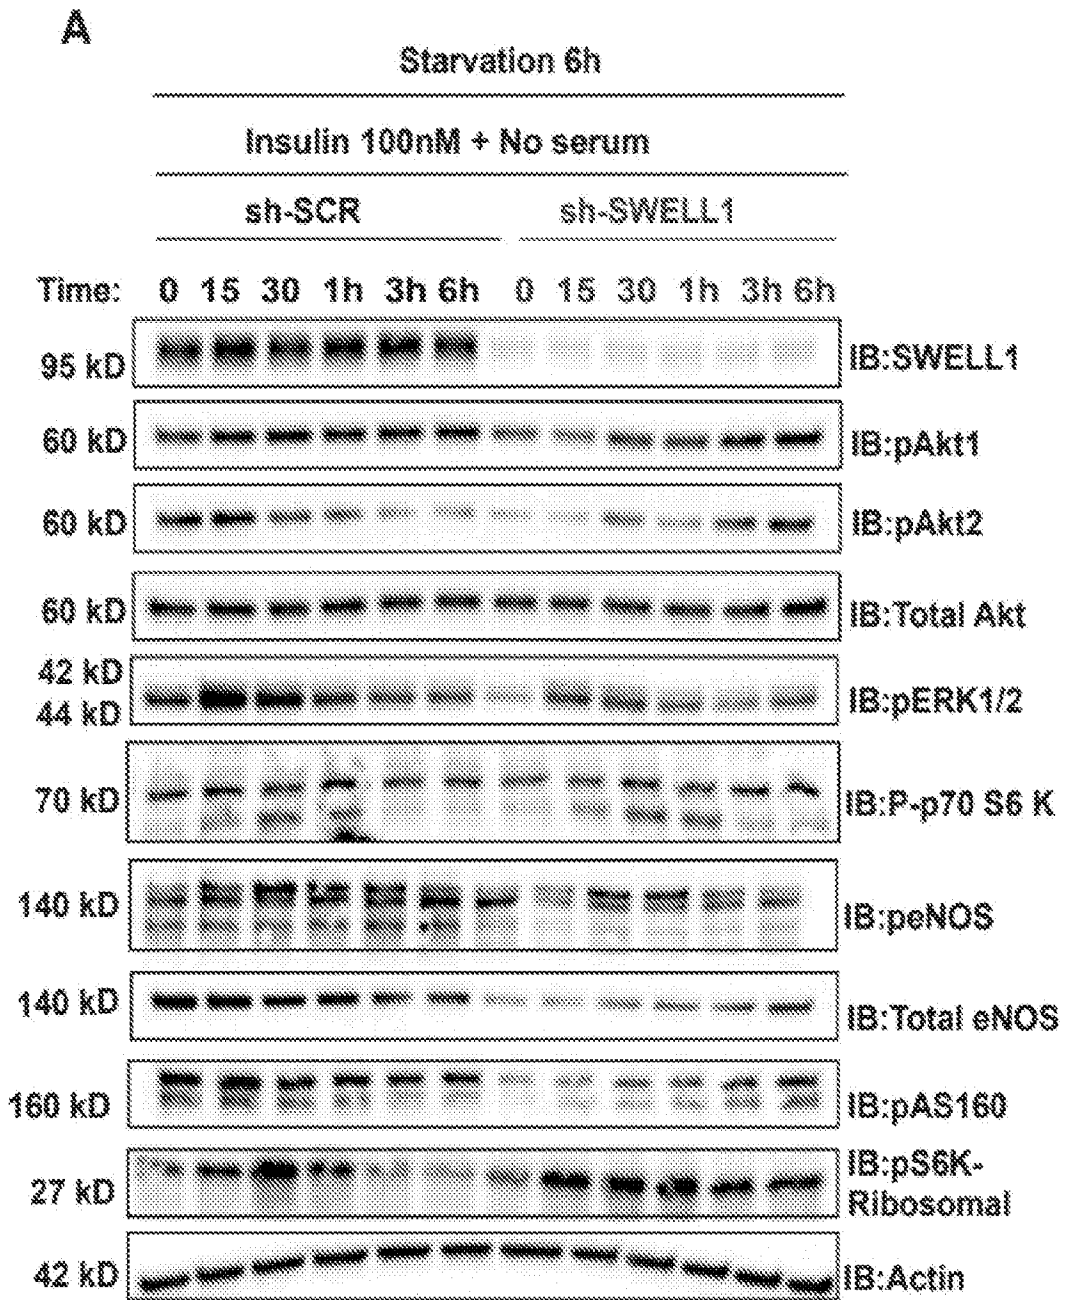 A
Starvation 6h
Insulin 100nM + No serum
sh-SCR sh-SWELL1
Time: 0 15 30 1h 3h 6h 0 15 30 1h 3h 6h
95 kD IB:SWELL1
60 kD IB:pAkt1
60 kD IB:pAkt2
60 kD IB:Total Akt
42 kD
44 kD IB:pERK1/2
70 kD IB:P-p70 S6 K
140 kD IB:peNOS
140 kD IB:Total eNOS
160 kD IB:pAS160
27 kD IB:pS6K-
Ribosomal
42 kD IB:Actin